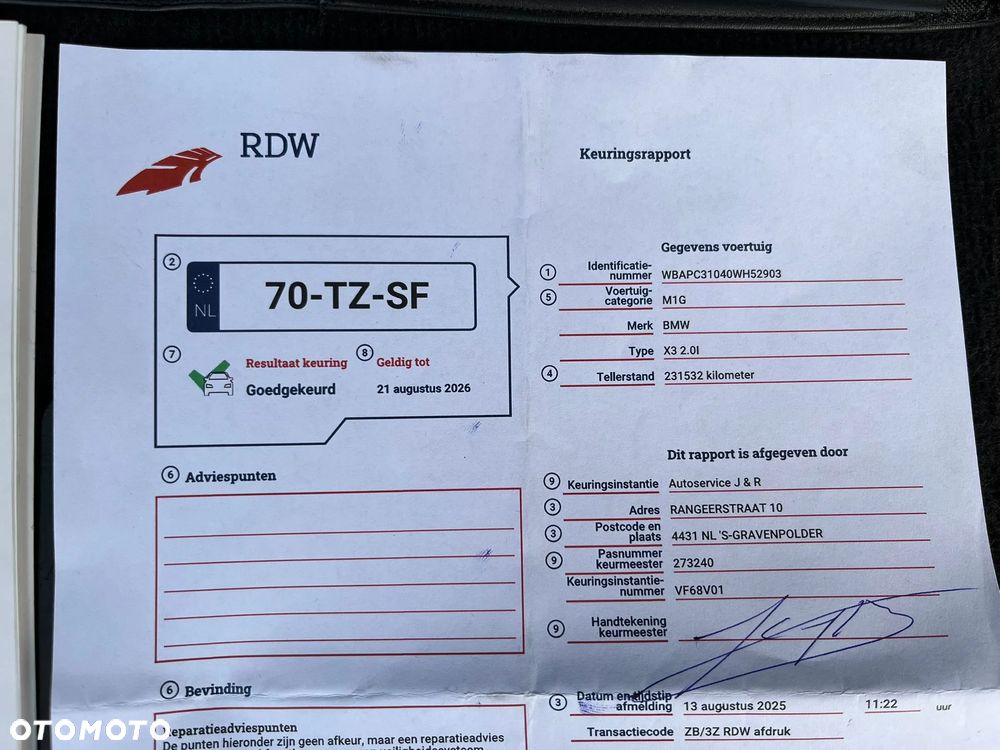 RDW
Keuringsrapport
2
NL
70-TZ-SF
7
Resultaat keuring
Goedgekeurd
8
Geldig tot
21 augustus 2026
6 Adviespunten
6 Bevinding
Reparatieadviespunten
De punten hieronder zijn geen afkeur, maar een reparatieadvies
Gegevens voertuig
1 Identificatie-
nummer WBAPC31040WH52903
5 Voertuig-
categorie M1G
Merk BMW
Type X3 2.0I
4 Tellerstand 231532 kilometer
Dit rapport is afgegeven door
9 Keuringsinstantie Autoservice J & R
3 Adres RANGEERSTRAAT 10
3 Postcode en
plaats 4431 NL 'S-GRAVENPOLDER
9 Pasnummer
keurmeester 273240
Keuringsinstantie-
nummer VF68V01
9 Handtekening
keurmeester
3 Datum en tijdstip
afmelding 13 augustus 2025 11:22 uur
Transactiecode ZB/3Z RDW afdruk
OTOMOTO